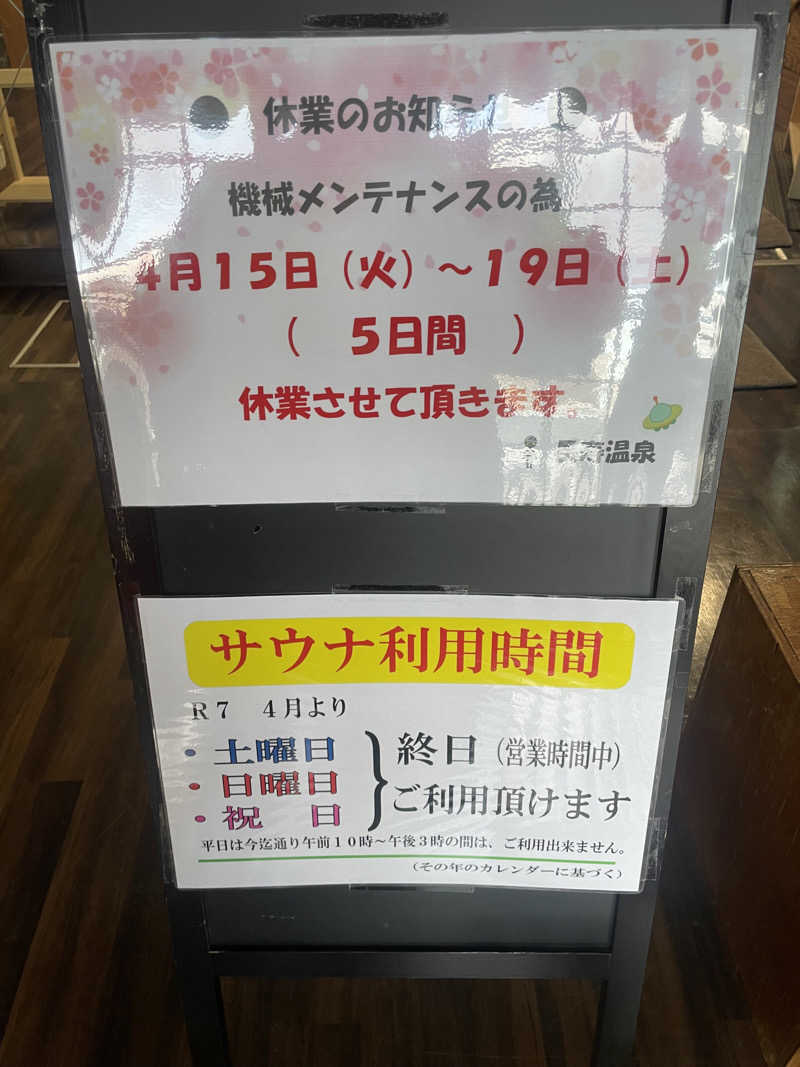 ● 休業のお知らせ ●
機械メンテナンスの為
4月15日（火）～19日（土）
（ 5日間 ）
休業させて頂きます。
温泉
サウナ利用時間
R7 4月より
・土曜日
・日曜日
・祝 日
終日（営業時間中）
ご利用頂けます
平日は今迄通り午前10時～午後3時の間は、ご利用出来ません。
（その年のカレンダーに基づく）